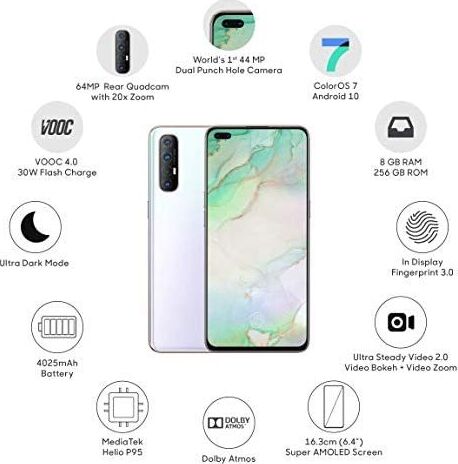 World's 1st 44 MP
Dual Punch Hole Camera
64MP Rear Quadcam
with 20x Zoom
7
ColorOS 7
Android 10
VOOC
VOOC 4.0
30W Flash Charge
8 GB RAM
256 GB ROM
Ultra Dark Mode
In Display
Fingerprint 3.0
4025mAh
Battery
Ultra Steady Video 2.0
Video Bokeh + Video Zoom
MediaTek
Helio P95
DOLBY
ATMOS
Dolby Atmos
16.3cm (6.4")
Super AMOLED Screen